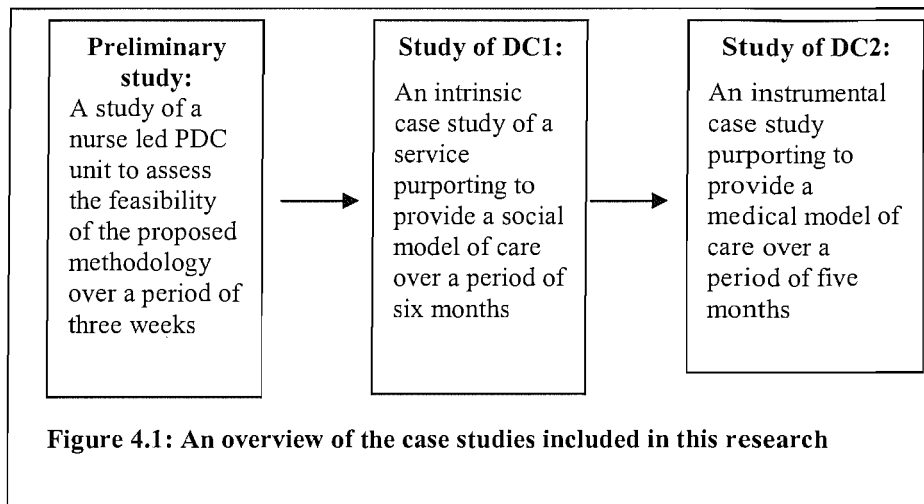 Preliminary
study:
A study of a
nurse led PDC
unit to assess
the feasibility
of the proposed
methodology
over a period of
three weeks
Study of DC1:
An intrinsic
case study of a
service
purporting to
provide a social
model of care
over a period of
six months
Study of DC2:
An instrumental
case study
purporting to
provide a
medical model of
care over a
period of five
months
Figure 4.1: An overview of the case studies included in this research